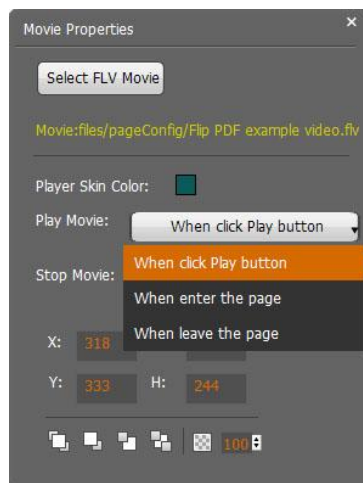 Movie Properties
×
Select FLV Movie
Movie:files/pageConfig/Flip PDF example video.flv
Player Skin Color:
Play Movie: When click Play button
When click Play button
Stop Movie:
When enter the page
When leave the page
X: 318
Y: 333 H: 244
100